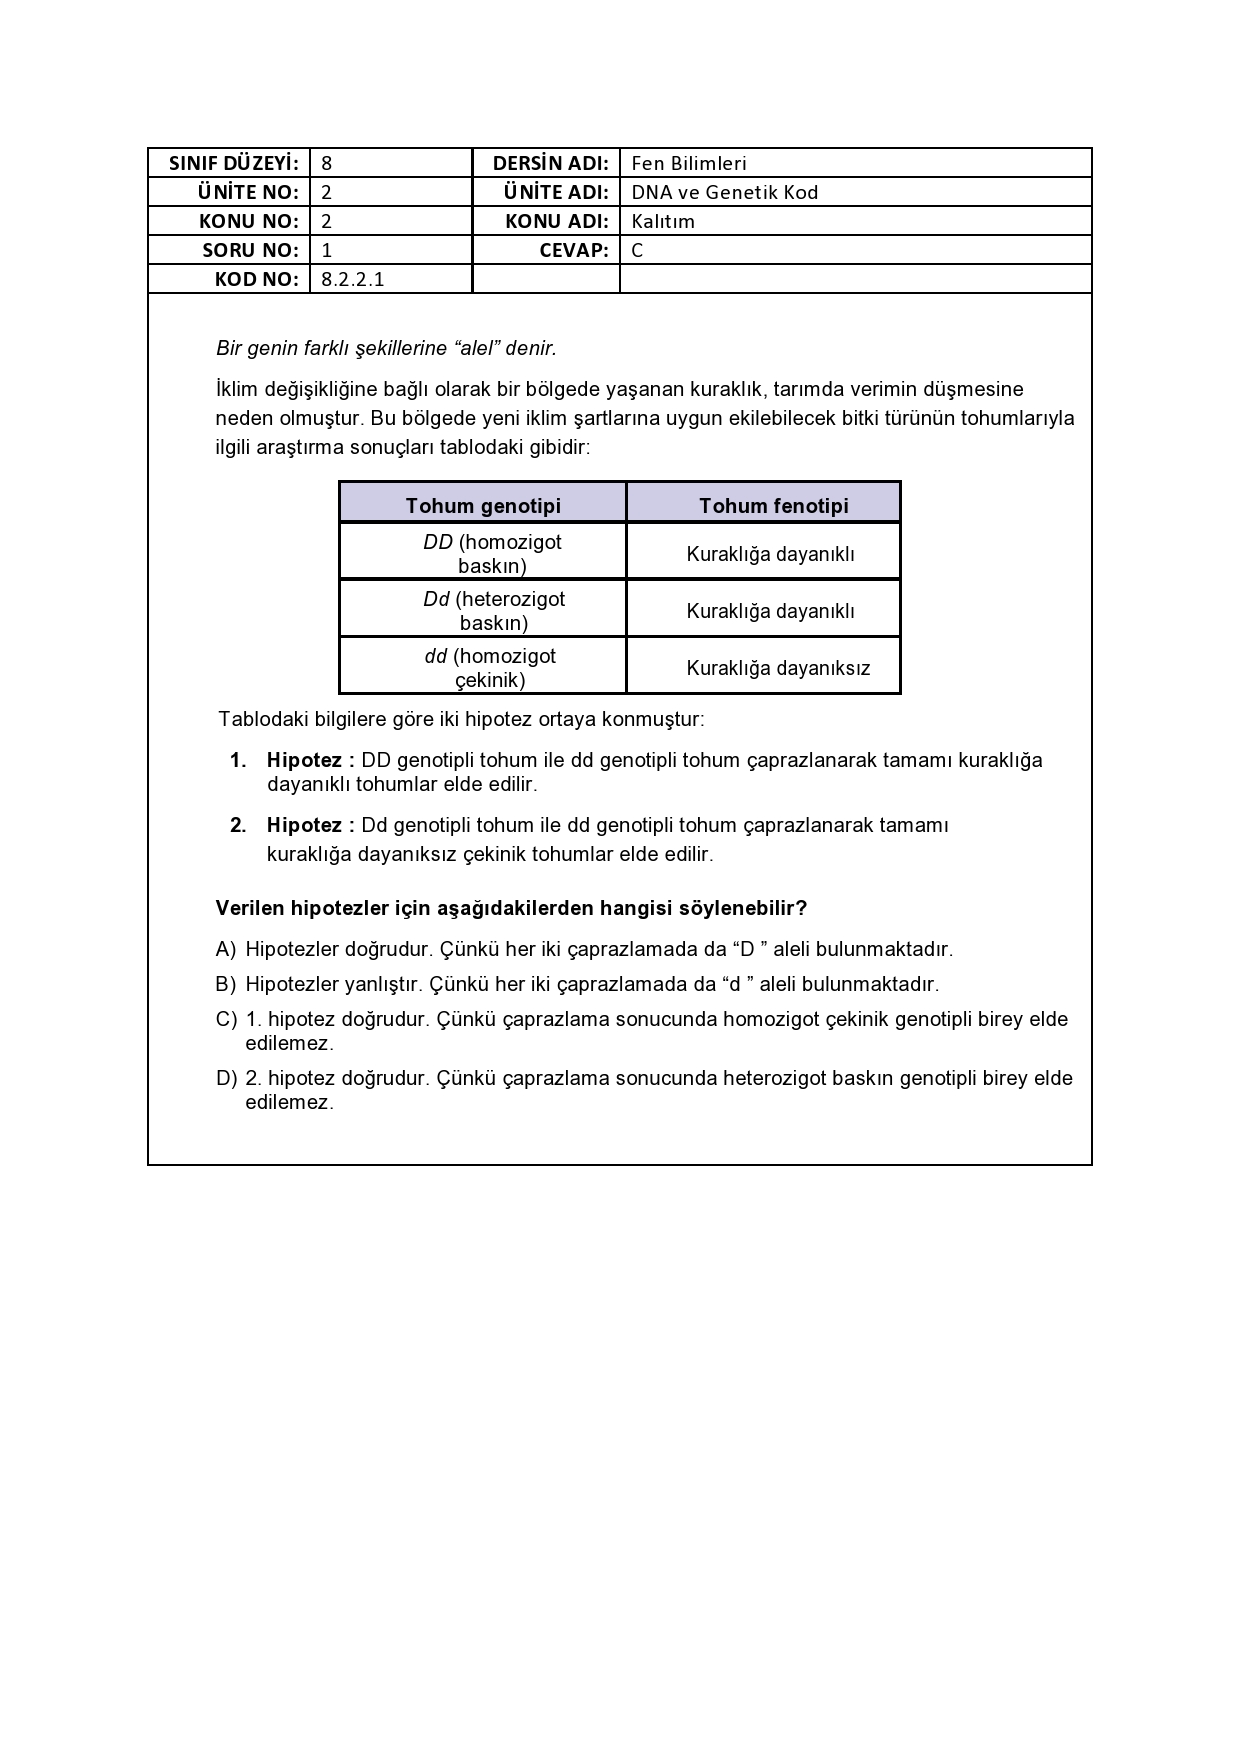 SINIF DÜZEYİ: 8 DERSİN ADI: Fen Bilimleri
ÜNİTE NO: 2 ÜNİTE ADI: DNA ve Genetik Kod
KONU NO: 2 KONU ADI: Kalıtım
SORU NO: 1 CEVAP: C
KOD NO: 8.2.2.1
Bir genin farklı şekillerine “alel” denir.
İklim değişikliğine bağlı olarak bir bölgede yaşanan kuraklık, tarımda verimin düşmesine
neden olmuştur. Bu bölgede yeni iklim şartlarına uygun ekilebilecek bitki türünün tohumlarıyla
ilgili araştırma sonuçları tablodaki gibidir:
Tohum genotipi Tohum fenotipi
DD (homozigot
baskın) Kuraklığa dayanıklı
Dd (heterozigot
baskın) Kuraklığa dayanıklı
dd (homozigot
çekinik) Kuraklığa dayanıksız
Tablodaki bilgilere göre iki hipotez ortaya konmuştur:
1. Hipotez : DD genotipli tohum ile dd genotipli tohum çaprazlanarak tamamı kuraklığa
dayanıklı tohumlar elde edilir.
2. Hipotez : Dd genotipli tohum ile dd genotipli tohum çaprazlanarak tamamı
kuraklığa dayanıksız çekinik tohumlar elde edilir.
Verilen hipotezler için aşağıdakilerden hangisi söylenebilir?
A) Hipotezler doğrudur. Çünkü her iki çaprazlamada da “D ” aleli bulunmaktadır.
B) Hipotezler yanlıştır. Çünkü her iki çaprazlamada da “d ” aleli bulunmaktadır.
C) 1. hipotez doğrudur. Çünkü çaprazlama sonucunda homozigot çekinik genotipli birey elde
edilemez.
D) 2. hipotez doğrudur. Çünkü çaprazlama sonucunda heterozigot baskın genotipli birey elde
edilemez.